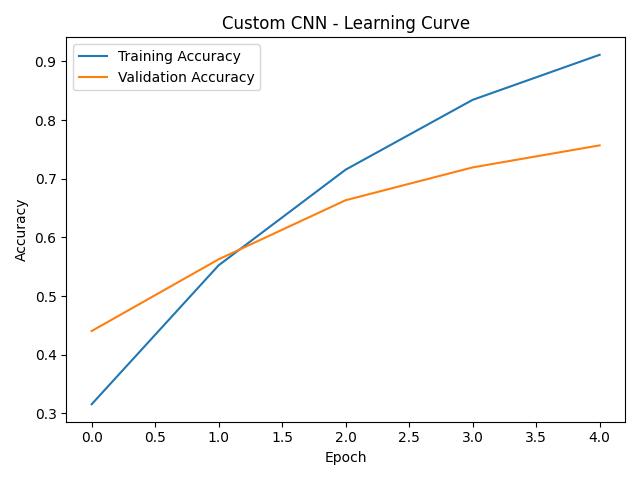 Custom CNN - Learning Curve
Training Accuracy
Validation Accuracy
Accuracy
0.9
0.8
0.7
0.6
0.5
0.4
0.3
0.0 0.5 1.0 1.5 2.0 2.5 3.0 3.5 4.0
Epoch